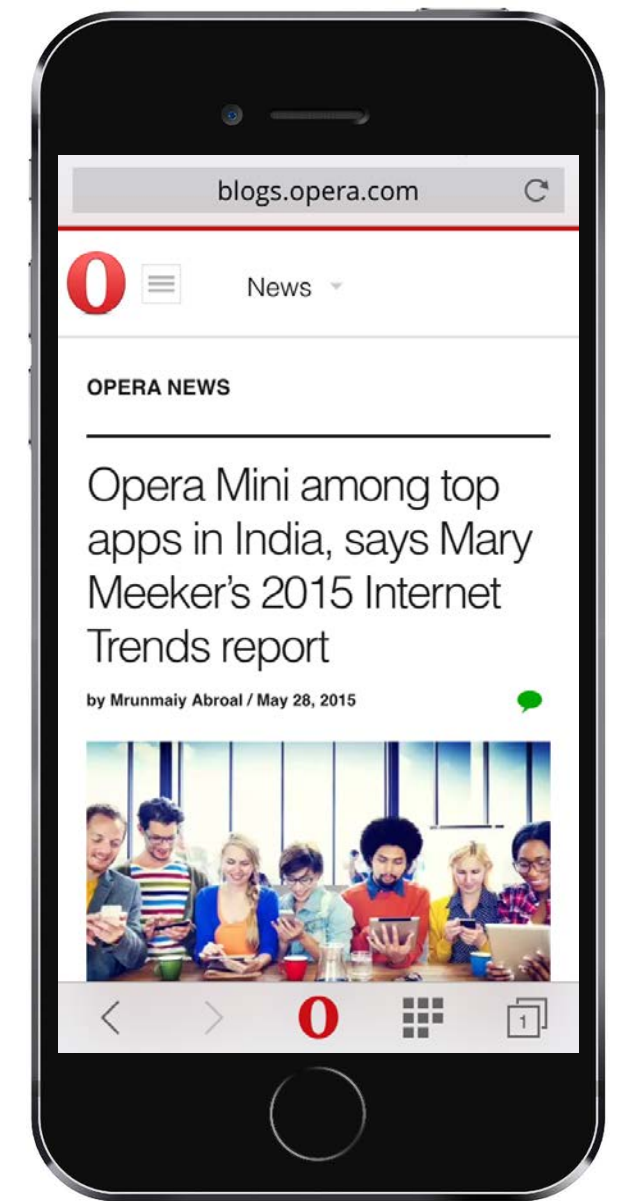 blogs.opera.com
News
OPERA NEWS
Opera Mini among top
apps in India, says Mary
Meeker's 2015 Internet
Trends report
by Mrunmaiy Abroal / May 28, 2015
1